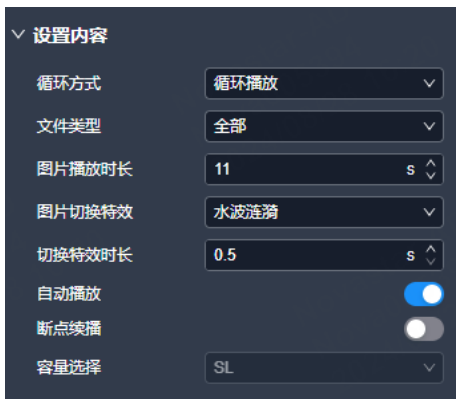 设置内容
循环方式 循环播放
文件类型 全部
图片播放时长 11 s
图片切换特效 水波涟漪
切换特效时长 0.5 s
自动播放
断点续播
容量选择 SL